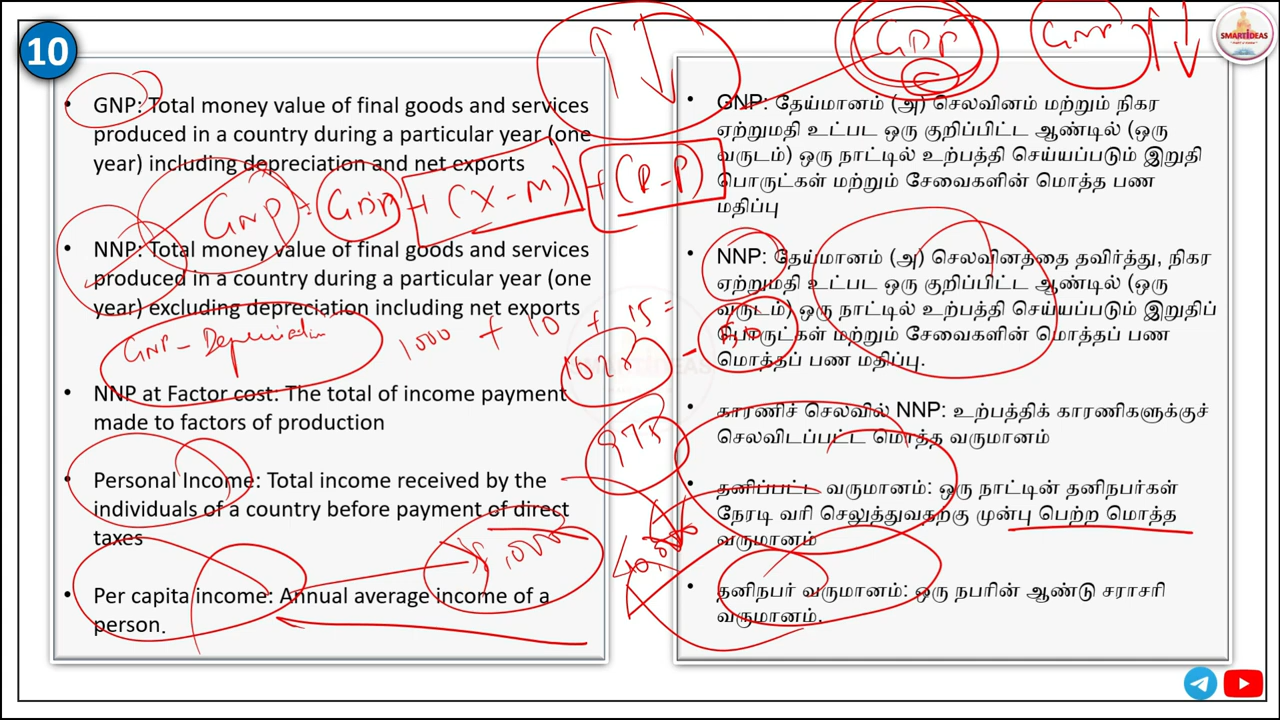 10
GDP
GNP
SMARTIDEAS
• GNP: Total money value of final goods and services
produced in a country during a particular year (one
year) including depreciation and net exports
GNP = GDP + (X-M) + (R-P)
• NNP: Total money value of final goods and services
produced in a country during a particular year (one
year) excluding depreciation including net exports
GNP - Depreciation
1000 + 10 + 15 =
1025 - 50
975
• NNP at Factor cost: The total of income payment
made to factors of production
• Personal Income: Total income received by the
individuals of a country before payment of direct
taxes
• Per capita income: Annual average income of a
person.
• GNP: தேய்மானம் (அ) செலவினம் மற்றும் நிகர
ஏற்றுமதி உட்பட ஒரு குறிப்பிட்ட ஆண்டில் (ஒரு
வருடம்) ஒரு நாட்டில் உற்பத்தி செய்யப்படும் இறுதி
பொருட்கள் மற்றும் சேவைகளின் மொத்த பண
மதிப்பு
• NNP: தேய்மானம் (அ) செலவினத்தை தவிர்த்து, நிகர
ஏற்றுமதி உட்பட ஒரு குறிப்பிட்ட ஆண்டில் (ஒரு
வருடம்) ஒரு நாட்டில் உற்பத்தி செய்யப்படும் இறுதிப்
பொருட்கள் மற்றும் சேவைகளின் மொத்தப் பண
மொத்தப் பண மதிப்பு.
• காரணிச் செலவில் NNP: உற்பத்திக் காரணிகளுக்குச்
செலவிடப்பட்ட மொத்த வருமானம்
• தனிப்பட்ட வருமானம்: ஒரு நாட்டின் தனிநபர்கள்
நேரடி வரி செலுத்துவதற்கு முன்பு பெற்ற மொத்த
வருமானம்
• தனிநபர் வருமானம்: ஒரு நபரின் ஆண்டு சராசரி
வருமானம்.